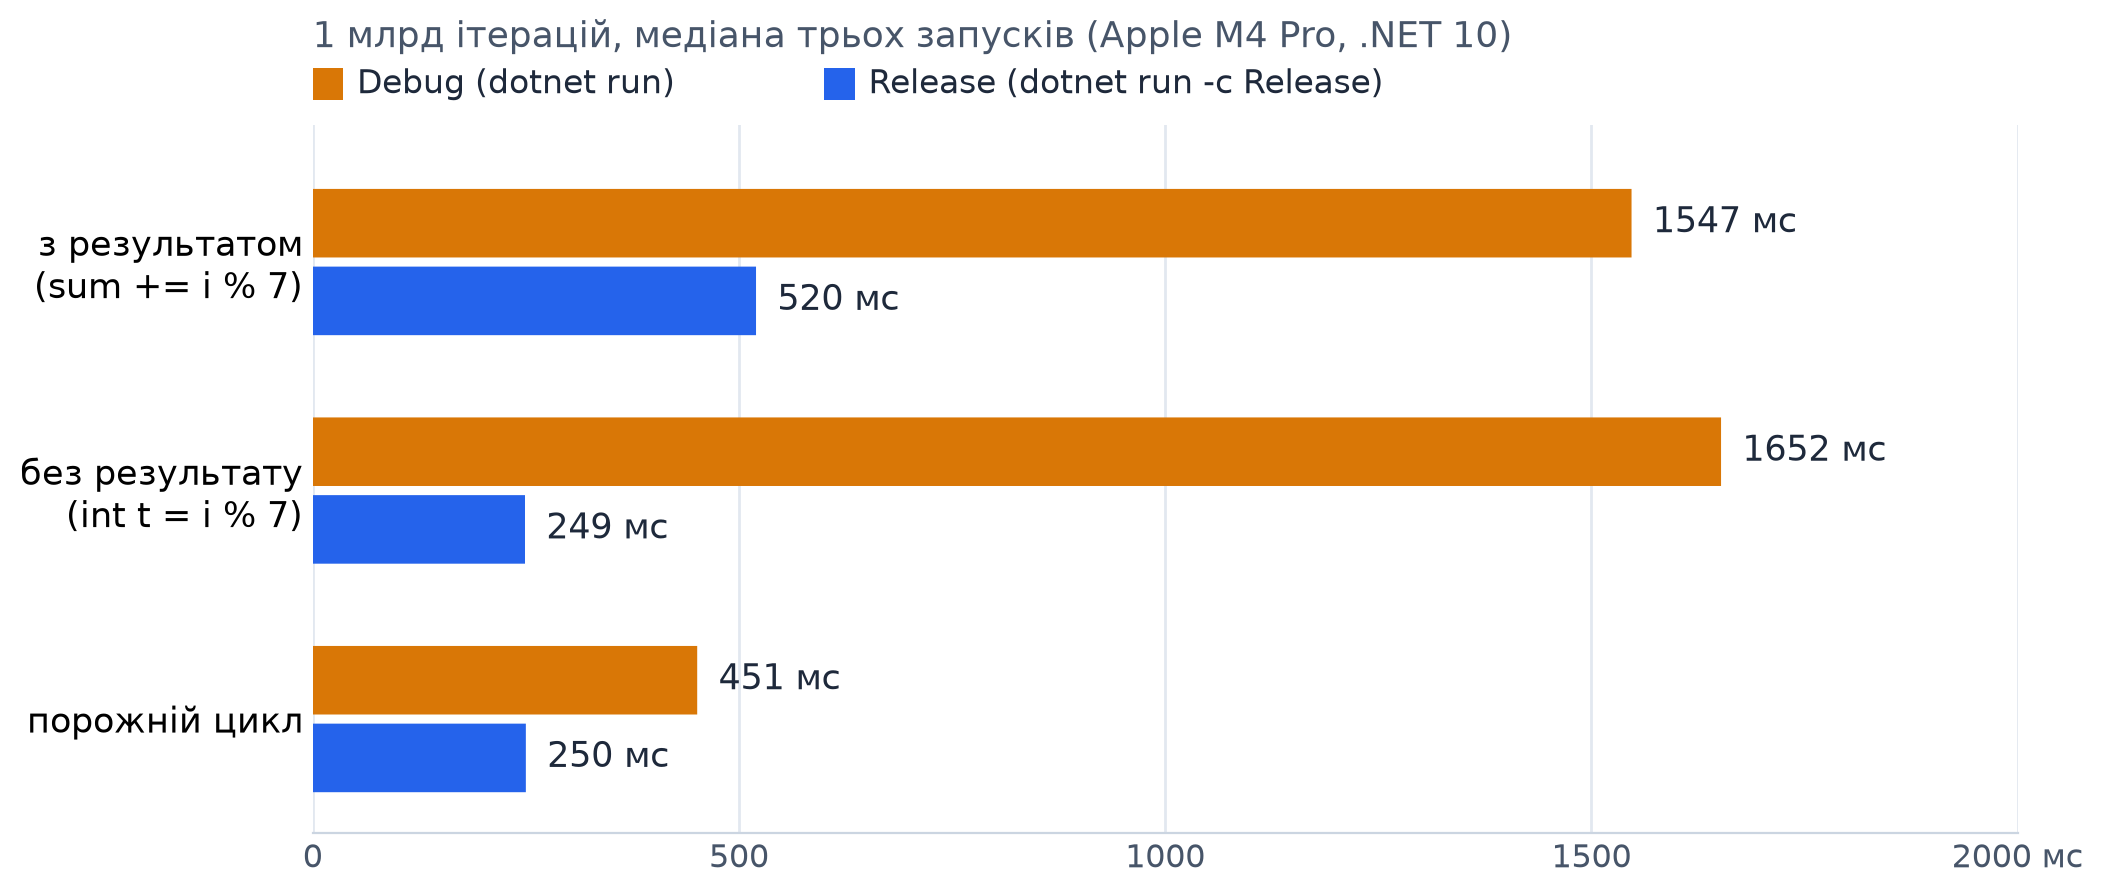 1 млрд ітерацій, медіана трьох запусків (Apple M4 Pro, .NET 10)
Debug (dotnet run)
Release (dotnet run -c Release)
з результатом
(sum += i % 7)
1547 мс
520 мс
без результату
(int t = i % 7)
1652 мс
249 мс
порожній цикл
451 мс
250 мс
0
500
1000
1500
2000 мс